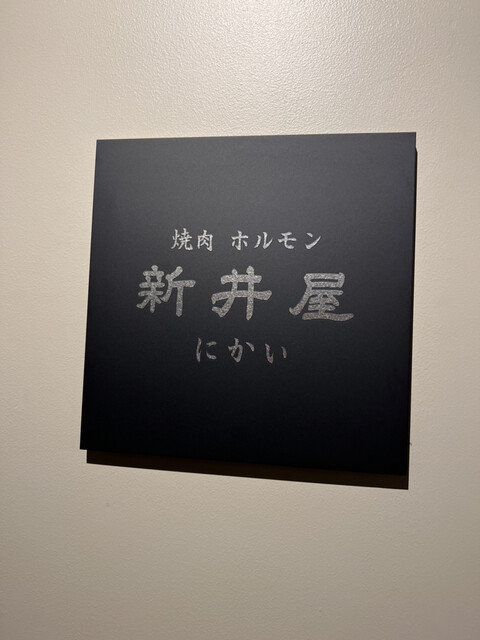 焼肉 ホルモン
新井屋
にかい